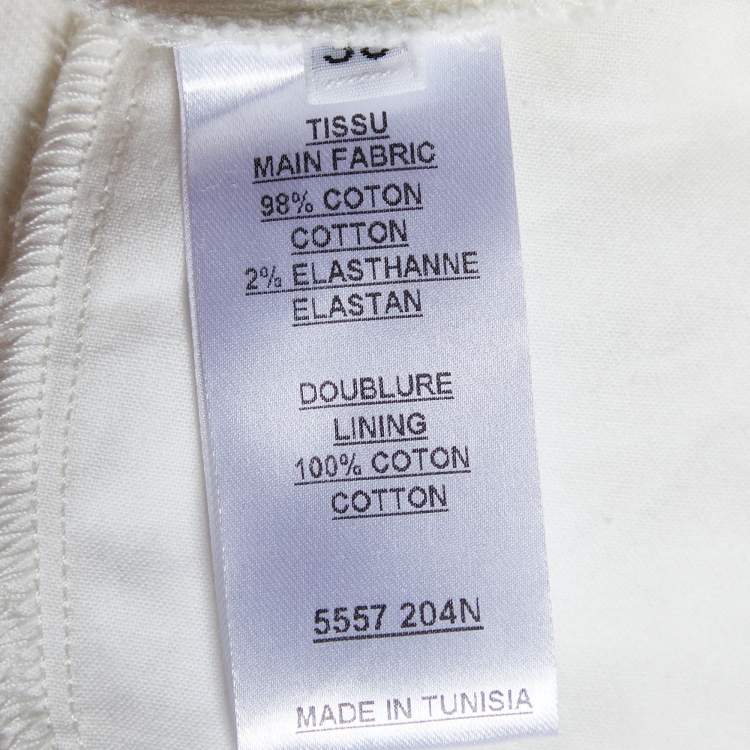 TISSU
MAIN FABRIC
98% COTON
COTTON
2% ELASTHANNE
ELASTAN
DOUBLURE
LINING
100% COTON
COTTON
5557 204N
MADE IN TUNISIA